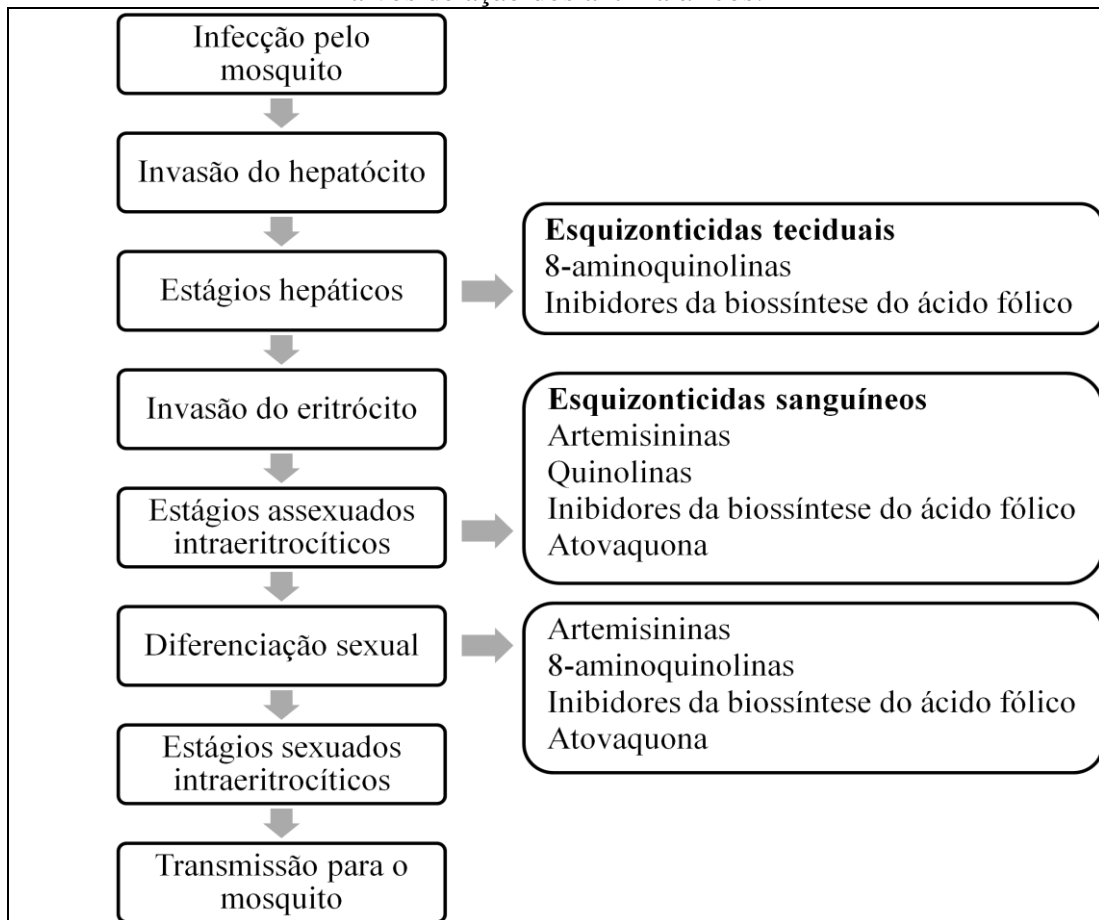 Infecção pelo
mosquito
Invasão do hepatócito
Estágios hepáticos
Esquizonticidas teciduais
8-aminoquinolinas
Inibidores da biossíntese do ácido fólico
Invasão do eritrócito
Estágios assexuados
intraeritrocíticos
Esquizonticidas sanguíneos
Artemisininas
Quinolinas
Inibidores da biossíntese do ácido fólico
Atovaquona
Diferenciação sexual
Artemisininas
8-aminoquinolinas
Inibidores da biossíntese do ácido fólico
Atovaquona
Estágios sexuados
intraeritrocíticos
Transmissão para o
mosquito